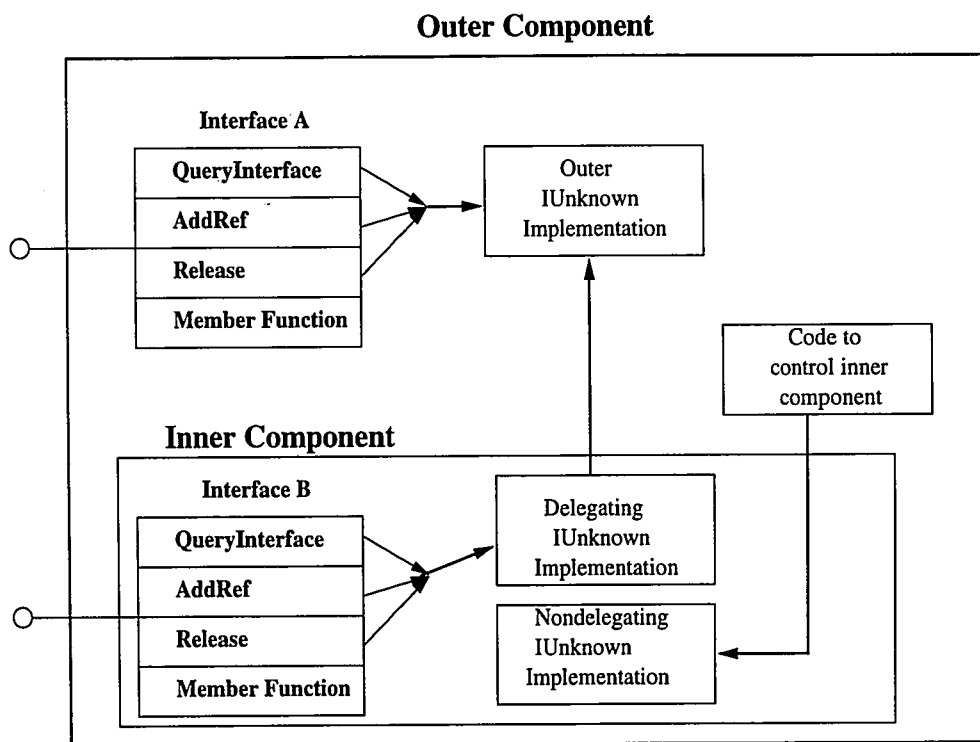 Outer Component
Interface A
QueryInterface
AddRef
Release
Member Function
Outer
IUnknown
Implementation
Code to
control inner
component
Inner Component
Interface B
QueryInterface
AddRef
Release
Member Function
Delegating
IUnknown
Implementation
Nondelegating
IUnknown
Implementation